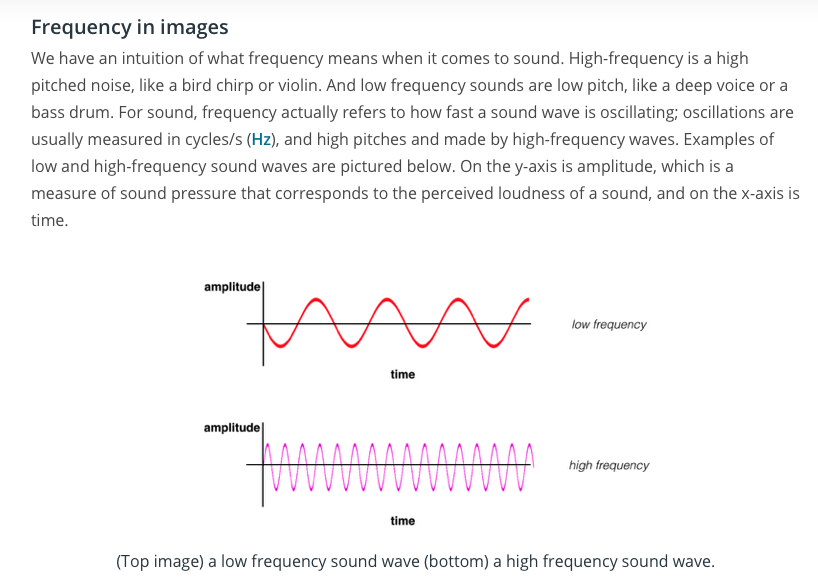 Frequency in images
We have an intuition of what frequency means when it comes to sound. High-frequency is a high
pitched noise, like a bird chirp or violin. And low frequency sounds are low pitch, like a deep voice or a
bass drum. For sound, frequency actually refers to how fast a sound wave is oscillating; oscillations are
usually measured in cycles/s (Hz), and high pitches and made by high-frequency waves. Examples of
low and high-frequency sound waves are pictured below. On the y-axis is amplitude, which is a
measure of sound pressure that corresponds to the perceived loudness of a sound, and on the x-axis is
time.
amplitude
low frequency
time
amplitude
high frequency
time
(Top image) a low frequency sound wave (bottom) a high frequency sound wave.